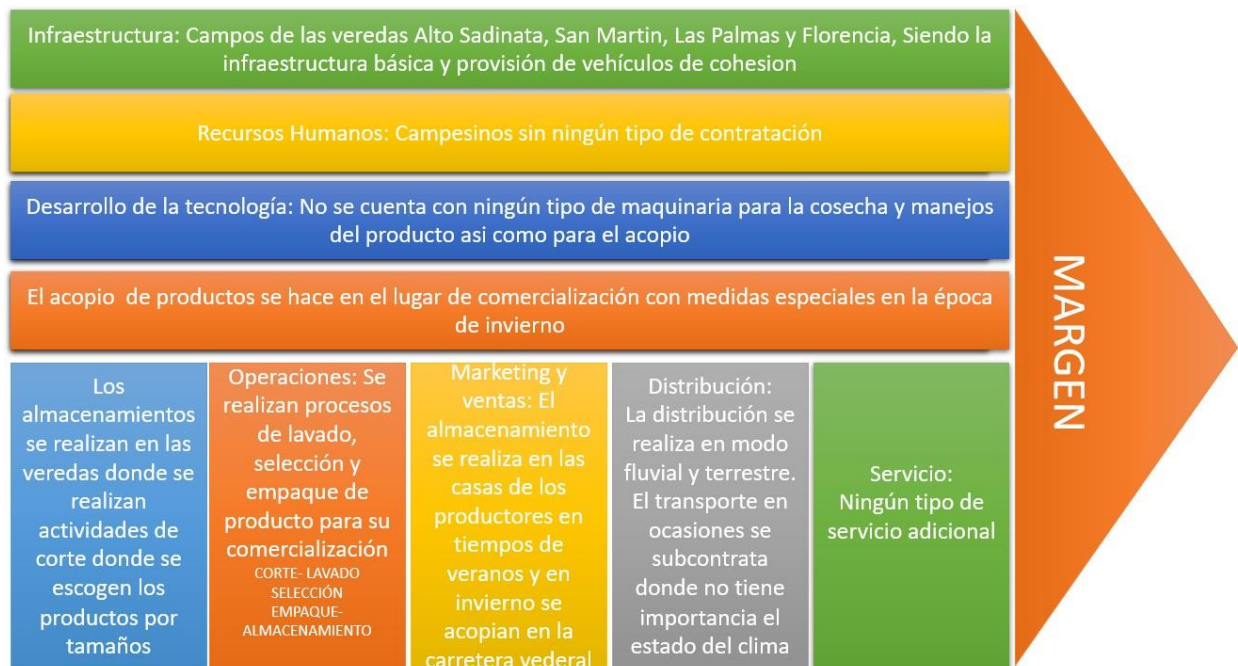 Infraestructura: Campos de las veredas Alto Sadinata, San Martin, Las Palmas y Florencia, Siendo la
infraestructura básica y provisión de vehículos de cohesion
Recursos Humanos: Campesinos sin ningún tipo de contratación
Desarrollo de la tecnología: No se cuenta con ningún tipo de maquinaria para la cosecha y manejos
del producto asi como para el acopio
El acopio de productos se hace en el lugar de comercialización con medidas especiales en la época
de invierno
Los
almacenamientos
se realizan en las
veredas donde se
realizan
actividades de
corte donde se
escogen los
productos por
tamaños
Operaciones: Se
realizan procesos
de lavado,
selección y
empaque de
producto para su
comercialización
CORTE- LAVADO
SELECCIÓN
EMPAQUE-
ALMACENAMIENTO
Marketing y
ventas: El
almacenamiento
se realiza en las
casas de los
productores en
tiempos de
veranos y en
invierno se
acopian en la
carretera vederal
Distribución:
La distribución se
realiza en modo
fluvial y terrestre.
El transporte en
ocasiones se
subcontrata
donde no tiene
importancia el
estado del clima
Servicio:
Ningún tipo de
servicio adicional
MARGEN